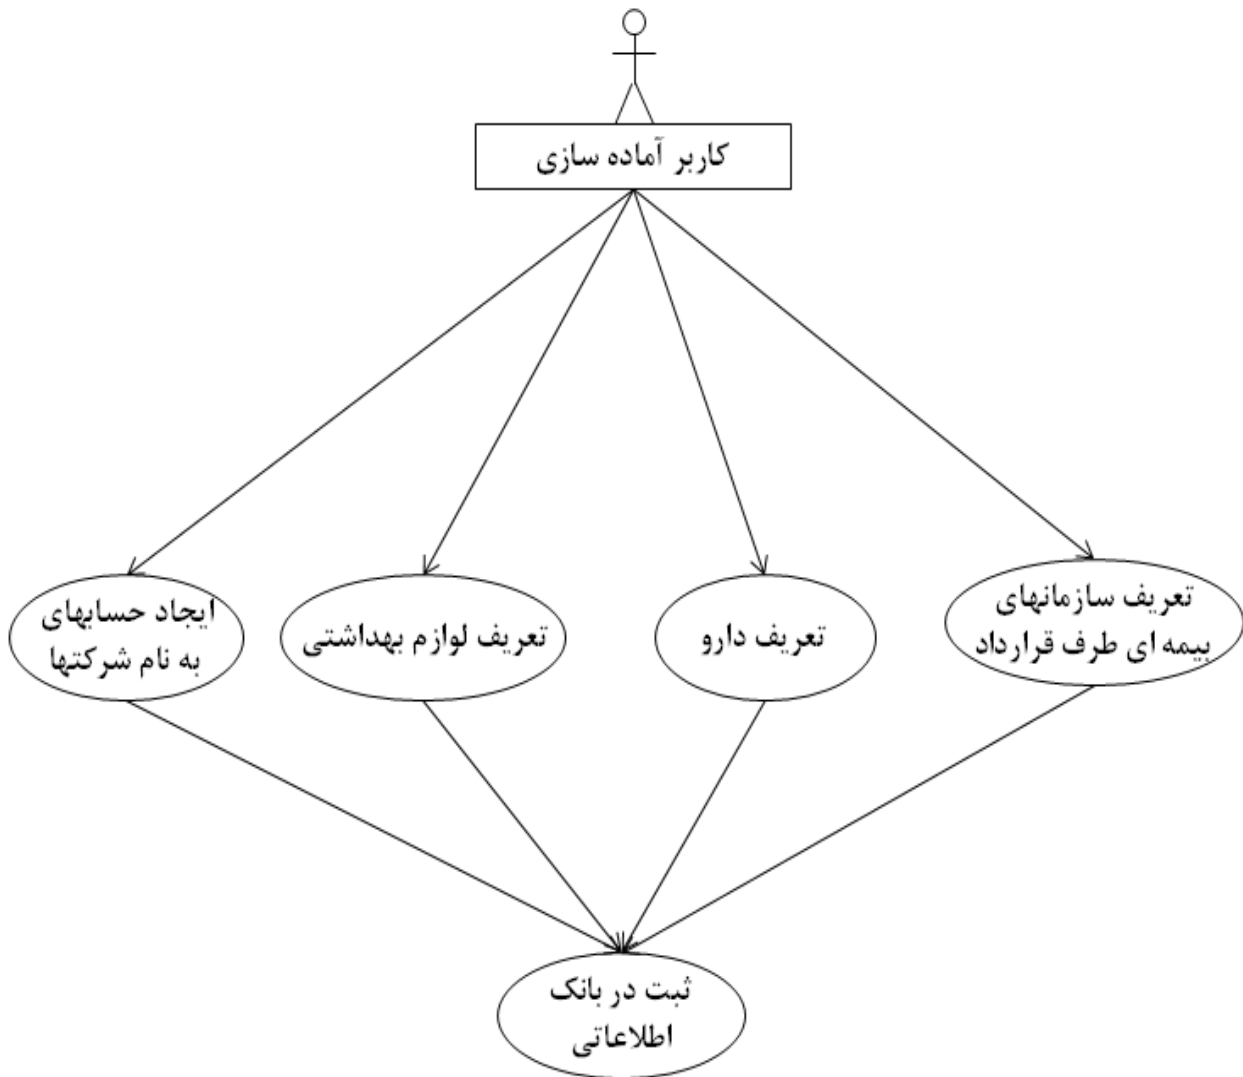 کاربر آماده سازی
تعریف سازمانهای
بیمه ای طرف قرارداد
تعریف دارو
تعریف لوازم بهداشتی
ایجاد حسابهای
به نام شرکتها
ثبت در بانک
اطلاعاتی